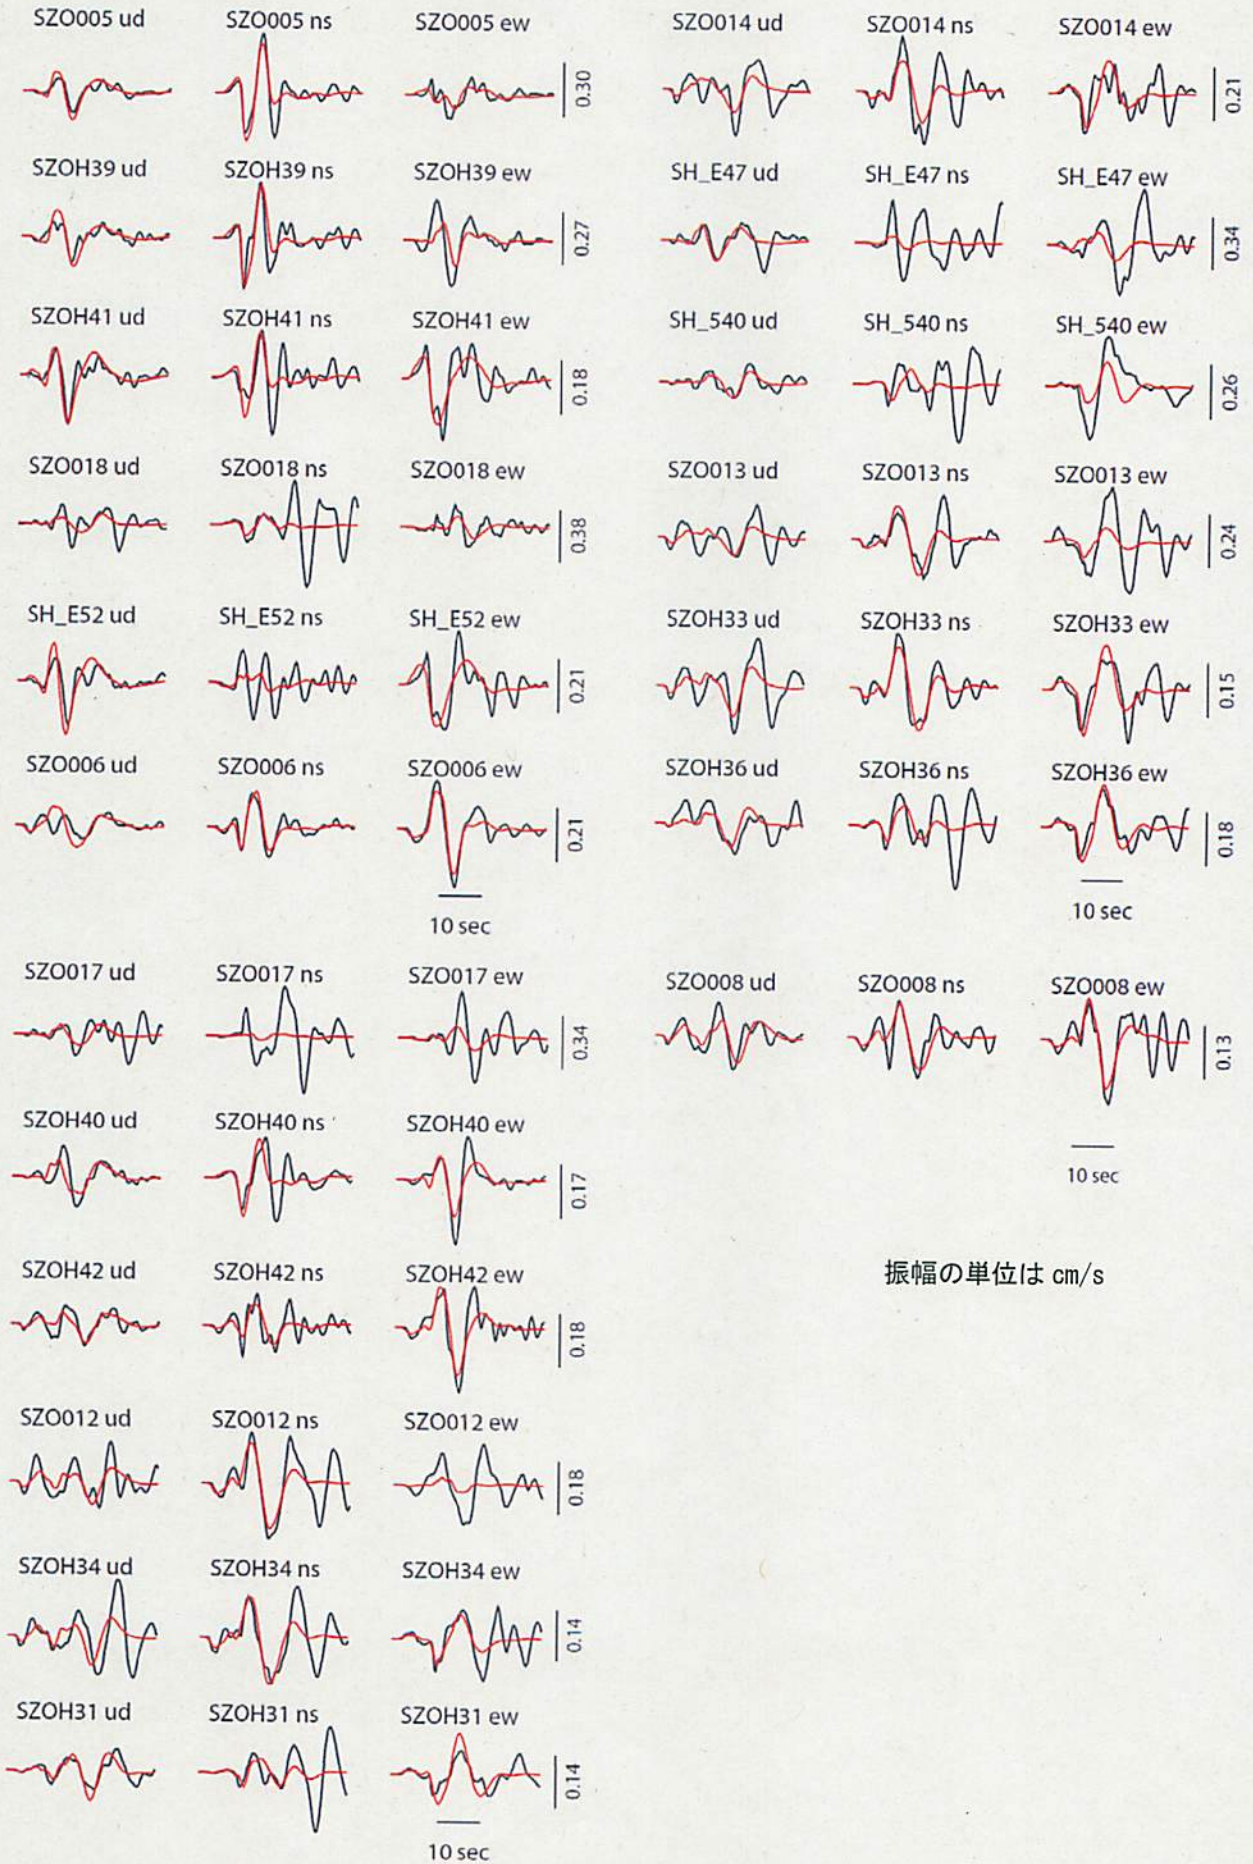 SZO005 ud SZO005 ns SZO005 ew
0.30
SZOH39 ud SZOH39 ns SZOH39 ew
0.27
SZOH41 ud SZOH41 ns SZOH41 ew
0.18
SZO018 ud SZO018 ns SZO018 ew
0.38
SH_E52 ud SH_E52 ns SH_E52 ew
0.21
SZO006 ud SZO006 ns SZO006 ew
0.21
10 sec
SZO017 ud SZO017 ns SZO017 ew
0.34
SZOH40 ud SZOH40 ns SZOH40 ew
0.17
SZOH42 ud SZOH42 ns SZOH42 ew
0.18
SZO012 ud SZO012 ns SZO012 ew
0.18
SZOH34 ud SZOH34 ns SZOH34 ew
0.14
SZOH31 ud SZOH31 ns SZOH31 ew
0.14
10 sec
SZO014 ud SZO014 ns SZO014 ew
0.21
SH_E47 ud SH_E47 ns SH_E47 ew
0.34
SH_540 ud SH_540 ns SH_540 ew
0.26
SZO013 ud SZO013 ns SZO013 ew
0.24
SZOH33 ud SZOH33 ns SZOH33 ew
0.15
SZOH36 ud SZOH36 ns SZOH36 ew
0.18
10 sec
SZO008 ud SZO008 ns SZO008 ew
0.13
10 sec
振幅の単位は cm/s